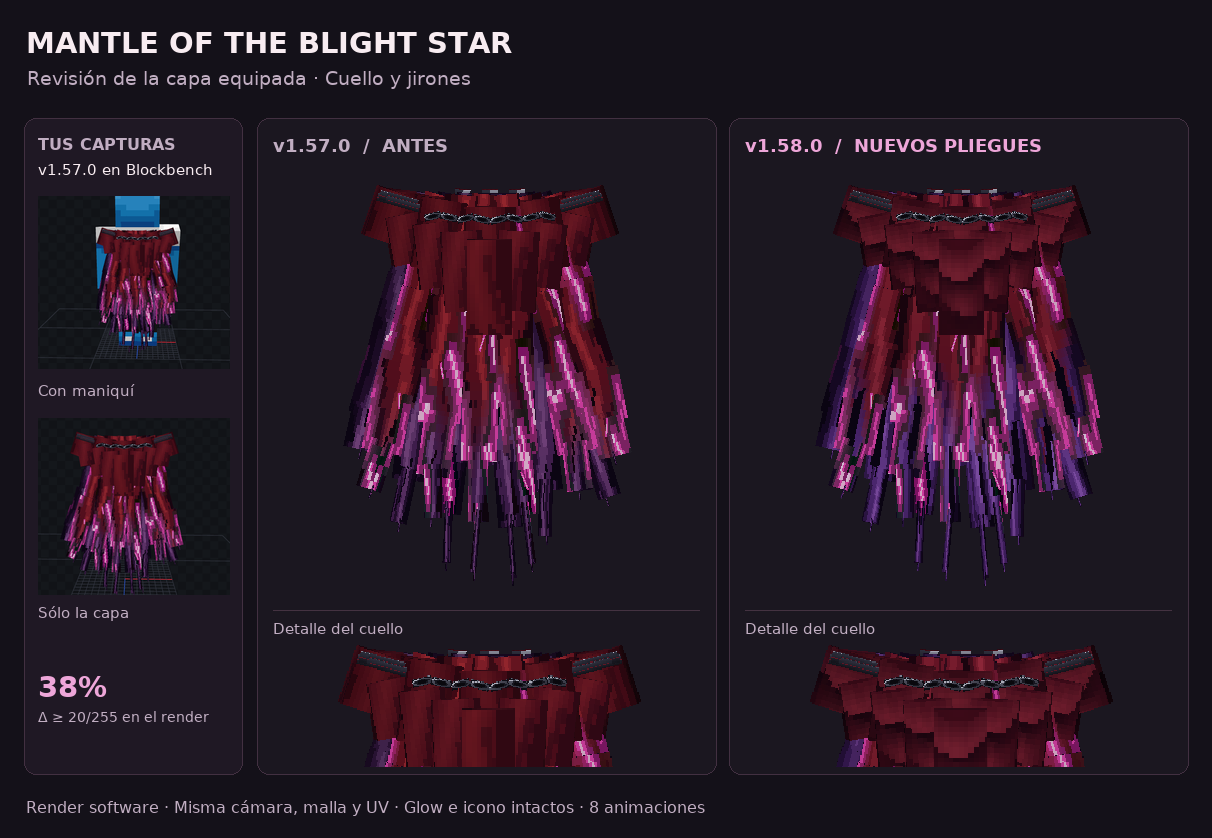 MANTLE OF THE BLIGHT STAR
Revisión de la capa equipada · Cuello y jirones
TUS CAPTURAS
v1.57.0 en Blockbench
Con maniquí
Sólo la capa
38%
Δ ≥ 20/255 en el render
v1.57.0 / ANTES
Detalle del cuello
v1.58.0 / NUEVOS PLIEGUES
Detalle del cuello
Render software · Misma cámara, malla y UV · Glow e icono intactos · 8 animaciones